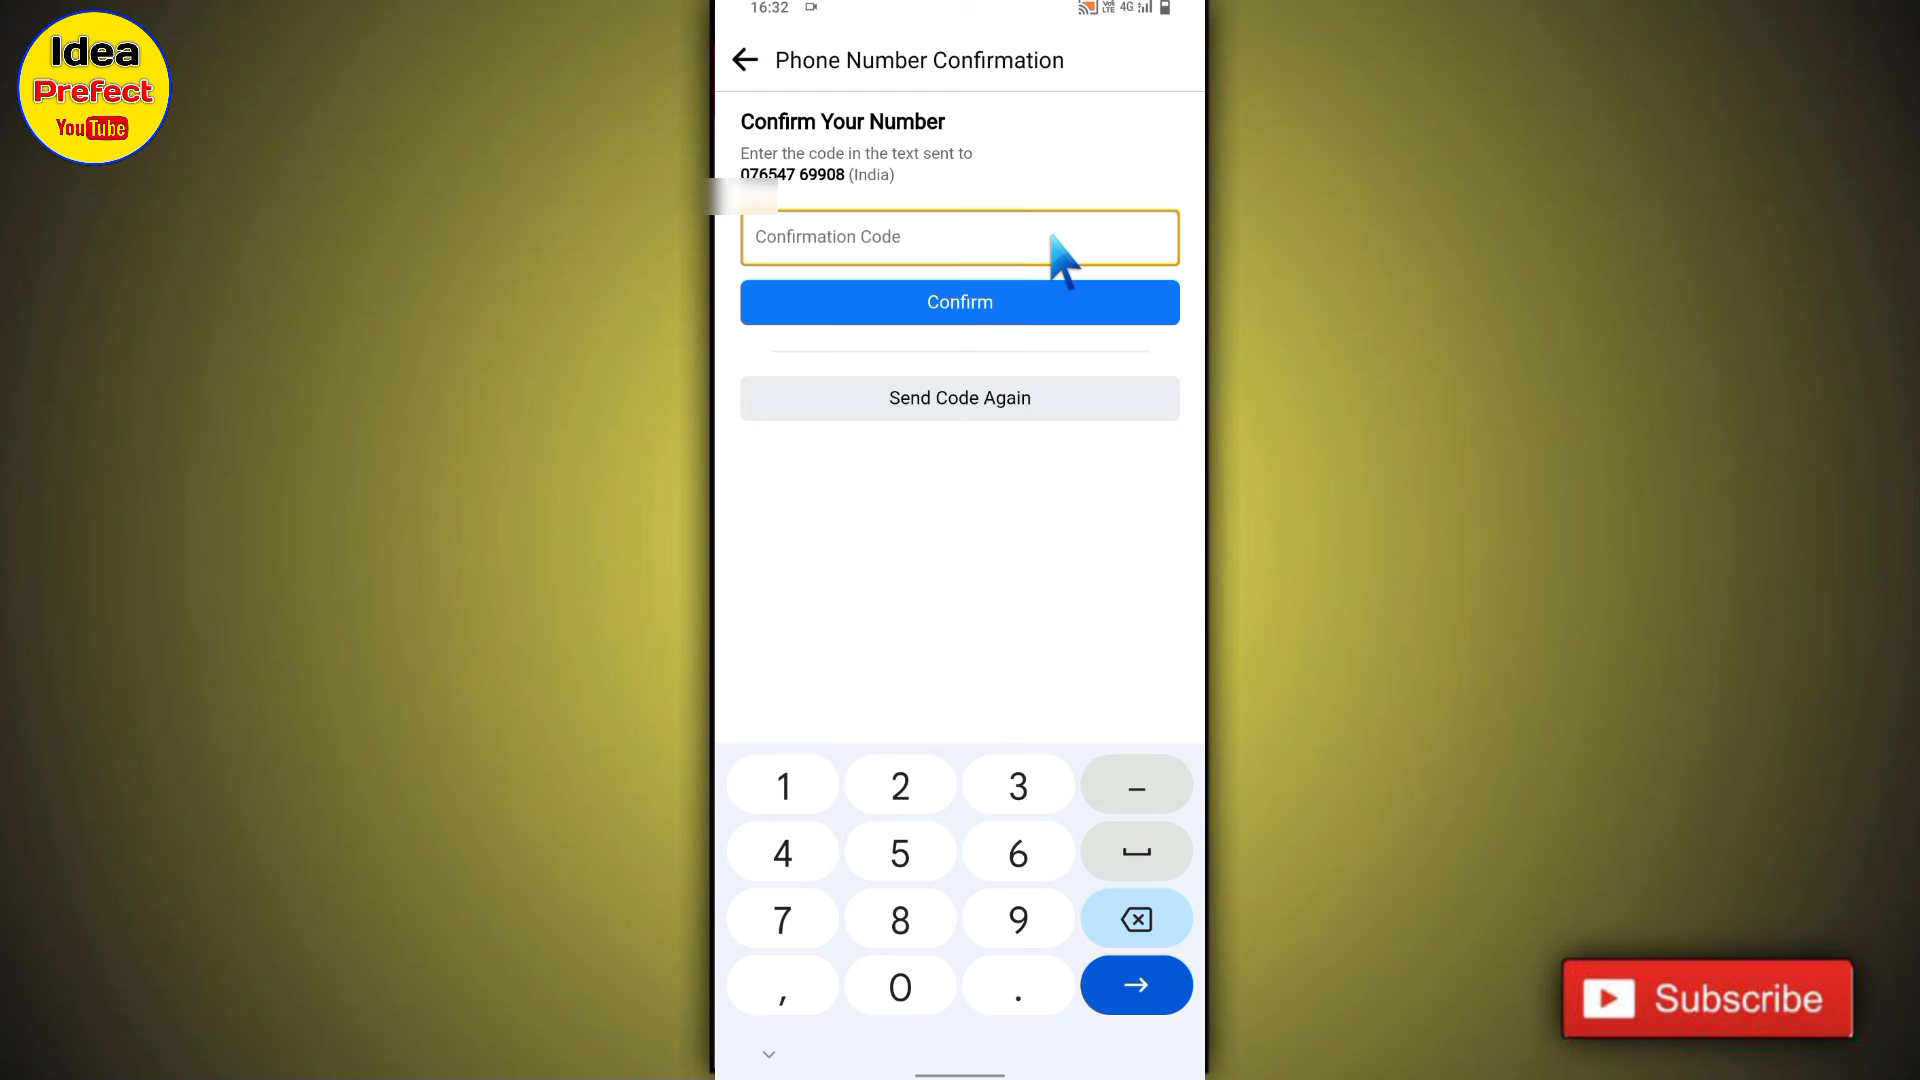 Idea
Prefect
YouTube
16:32
Vo) LTE 4G
Phone Number Confirmation
Confirm Your Number
Enter the code in the text sent to
076547 69908 (India)
Confirmation Code
Confirm
Send Code Again
1 2 3 –
4 5 6
7 8 9
, 0 .
Subscribe